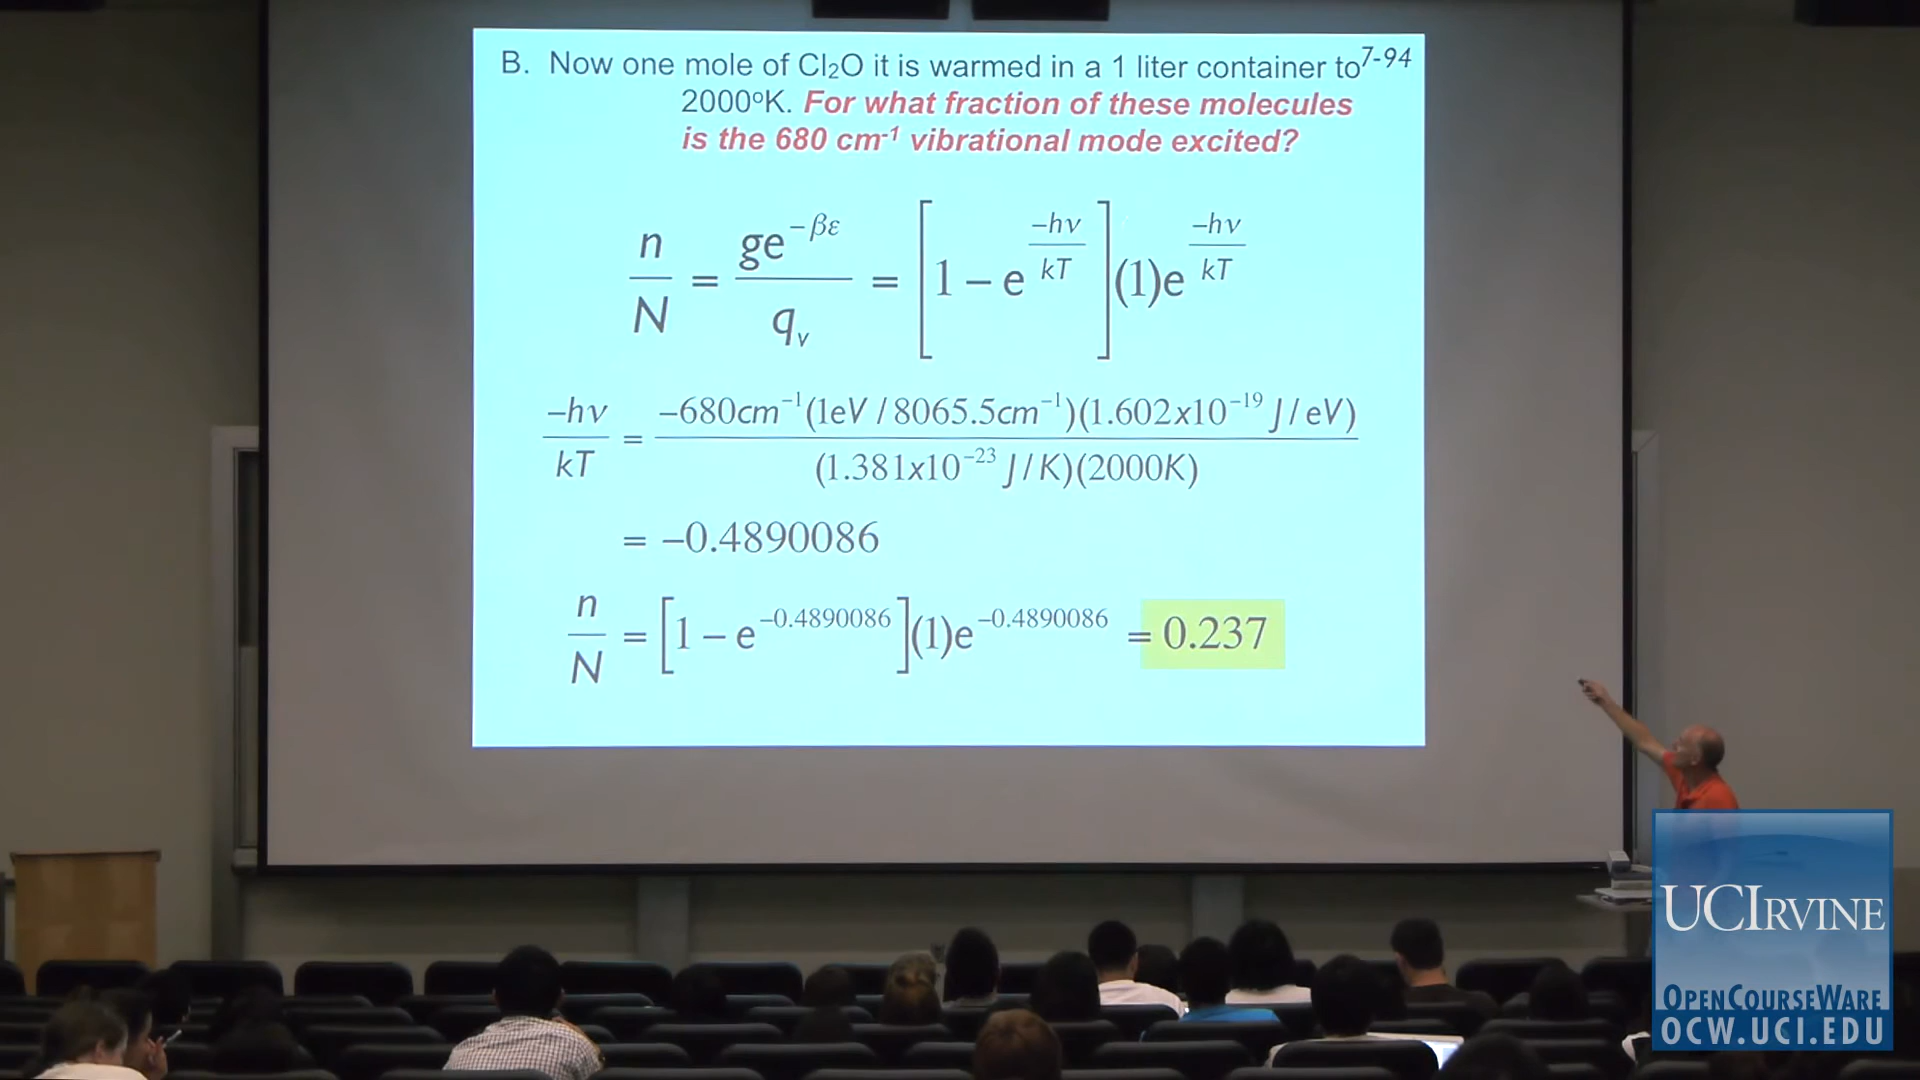 7-94
B. Now one mole of Cl₂O it is warmed in a 1 liter container to
2000°K. For what fraction of these molecules
is the 680 cm⁻¹ vibrational mode excited?
n/N = ge^(−βε)/q_v = [1 − e^(−hν/kT)](1)e^(−hν/kT)
−hν/kT = −680cm⁻¹(1eV / 8065.5cm⁻¹)(1.602x10⁻¹⁹ J / eV)/(1.381x10⁻²³ J / K)(2000K)
= −0.4890086
n/N = [1 − e^(−0.4890086)](1)e^(−0.4890086) = 0.237
UCIRVINE
OPENCOURSEWARE
OCW.UCI.EDU